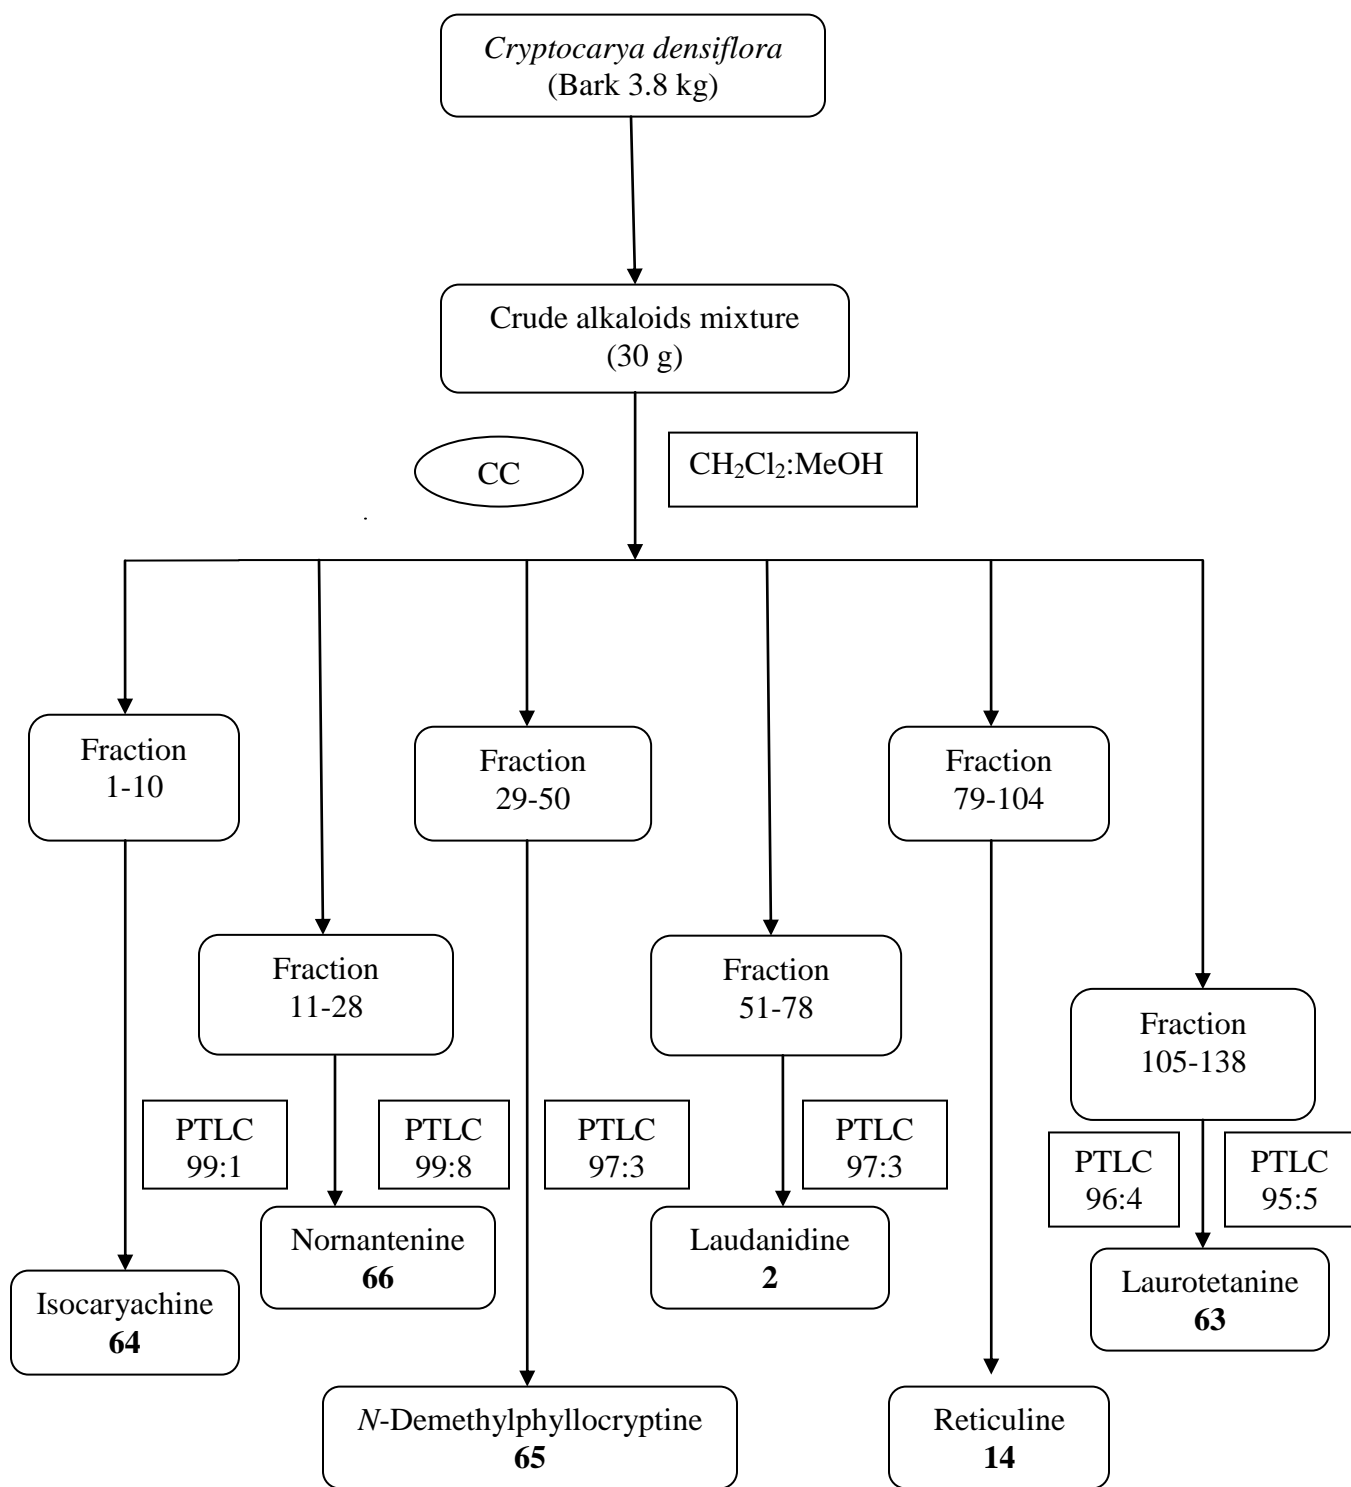 Cryptocarya densiflora
(Bark 3.8 kg)
Crude alkaloids mixture
(30 g)
CC
CH₂Cl₂:MeOH
Fraction
1-10
Fraction
29-50
Fraction
79-104
Fraction
11-28
Fraction
51-78
Fraction
105-138
PTLC
99:1
PTLC
99:8
PTLC
97:3
PTLC
97:3
PTLC
96:4
PTLC
95:5
Nornantenine
66
Laudanidine
2
Laurotetanine
63
Isocaryachine
64
N-Demethylphyllocryptine
65
Reticuline
14